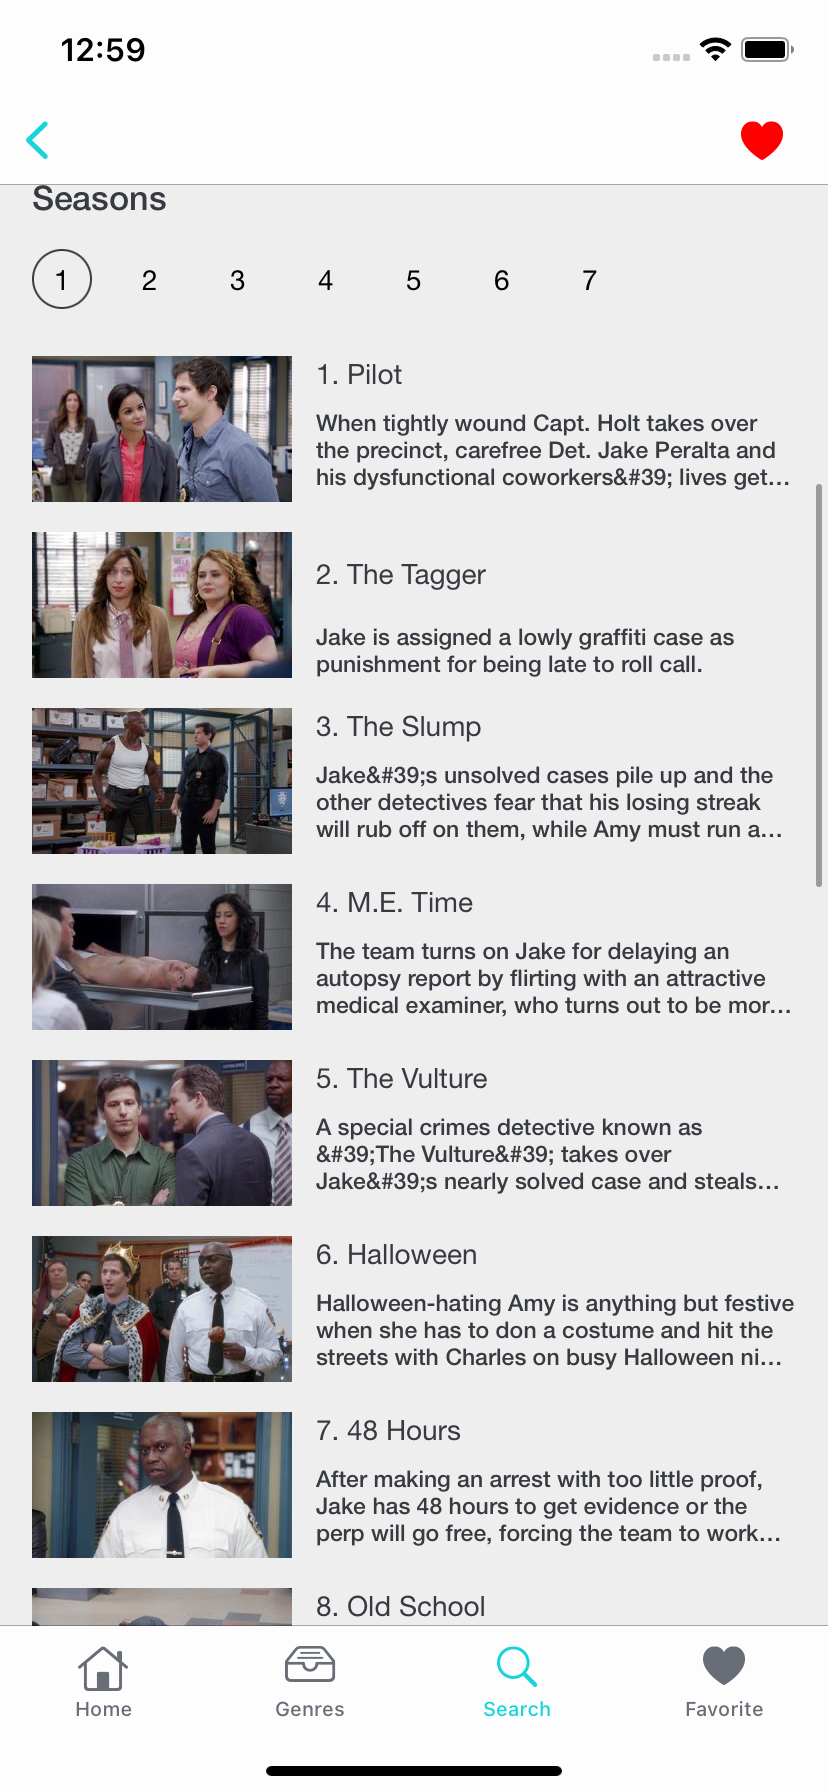 12:59
Seasons
1 2 3 4 5 6 7
1. Pilot
When tightly wound Capt. Holt takes over
the precinct, carefree Det. Jake Peralta and
his dysfunctional coworkers&#39; lives get...
2. The Tagger
Jake is assigned a lowly graffiti case as
punishment for being late to roll call.
3. The Slump
Jake&#39;s unsolved cases pile up and the
other detectives fear that his losing streak
will rub off on them, while Amy must run a...
4. M.E. Time
The team turns on Jake for delaying an
autopsy report by flirting with an attractive
medical examiner, who turns out to be mor...
5. The Vulture
A special crimes detective known as
&#39;The Vulture&#39; takes over
Jake&#39;s nearly solved case and steals...
6. Halloween
Halloween-hating Amy is anything but festive
when she has to don a costume and hit the
streets with Charles on busy Halloween ni...
7. 48 Hours
After making an arrest with too little proof,
Jake has 48 hours to get evidence or the
perp will go free, forcing the team to work...
8. Old School
Home Genres Search Favorite